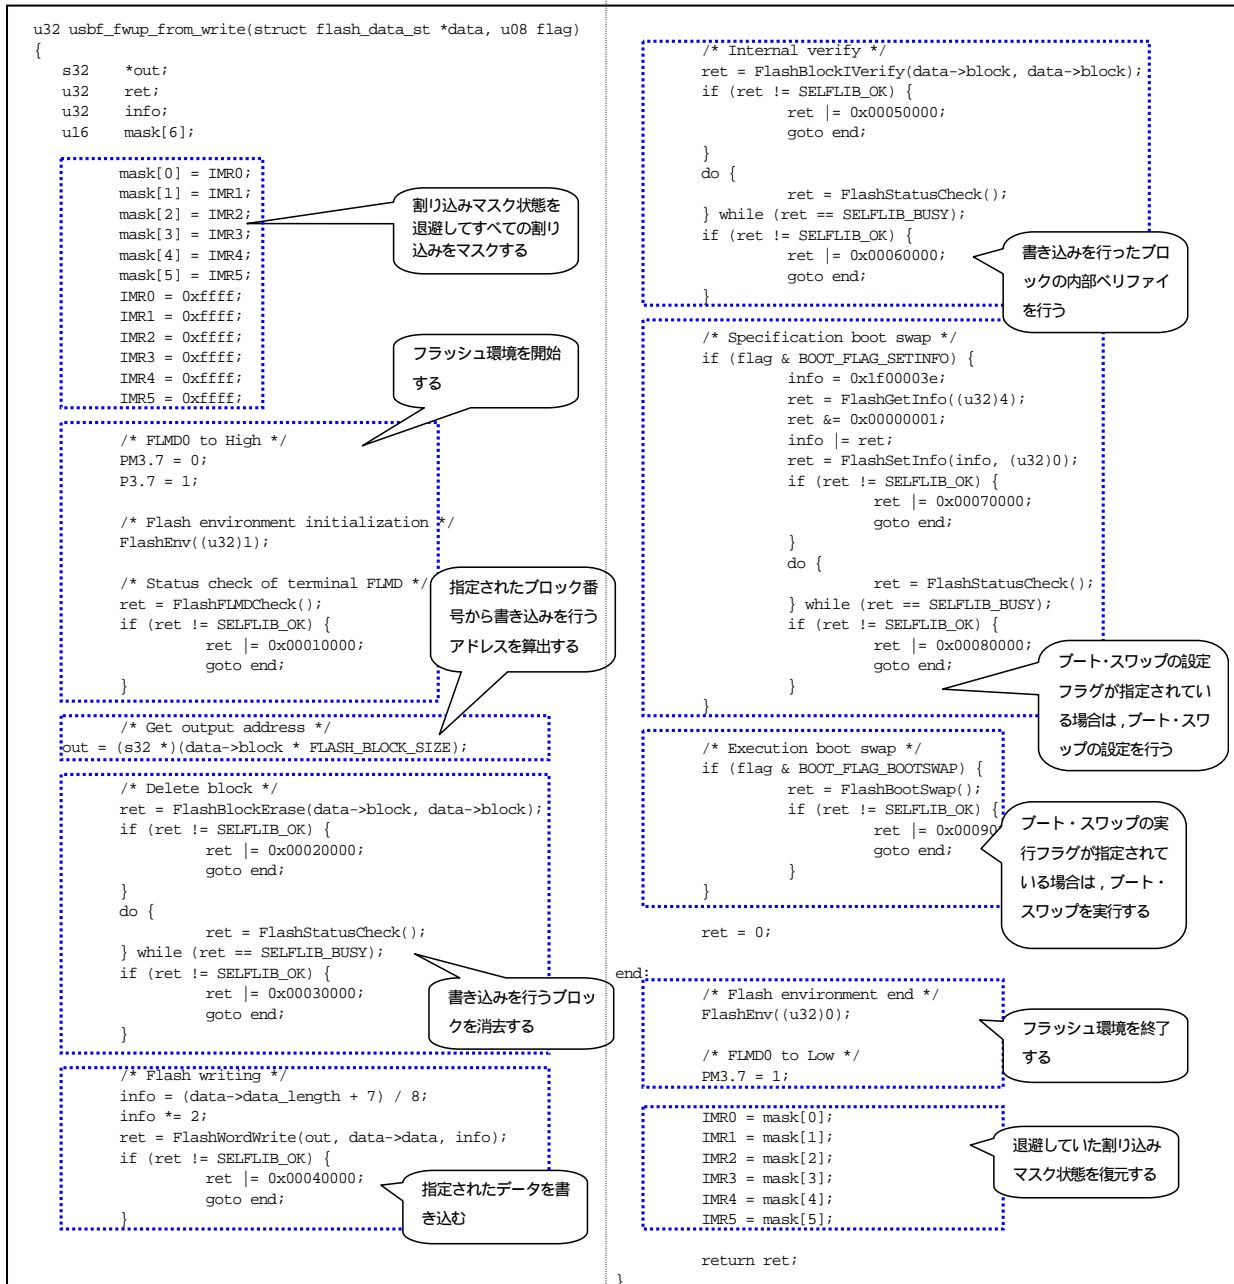 u32 usbf_fwup_from_write(struct flash_data_st *data, u08 flag)
{
s32 *out;
u32 ret;
u32 info;
u16 mask[6];
mask[0] = IMR0;
mask[1] = IMR1;
mask[2] = IMR2;
mask[3] = IMR3;
mask[4] = IMR4;
mask[5] = IMR5;
IMR0 = 0xffff;
IMR1 = 0xffff;
IMR2 = 0xffff;
IMR3 = 0xffff;
IMR4 = 0xffff;
IMR5 = 0xffff;
割り込みマスク状態を
退避してすべての割り
込みをマスクする
/* FLMD0 to High */
PM3.7 = 0;
P3.7 = 1;
/* Flash environment initialization */
FlashEnv((u32)1);
/* Status check of terminal FLMD */
ret = FlashFLMDCheck();
if (ret != SELFLIB_OK) {
ret |= 0x00010000;
goto end;
}
フラッシュ環境を開始
する
/* Get output address */
out = (s32 *)(data->block * FLASH_BLOCK_SIZE);
指定されたブロック番
号から書き込みを行う
アドレスを算出する
/* Delete block */
ret = FlashBlockErase(data->block, data->block);
if (ret != SELFLIB_OK) {
ret |= 0x00020000;
goto end;
}
do {
ret = FlashStatusCheck();
} while (ret == SELFLIB_BUSY);
if (ret != SELFLIB_OK) {
ret |= 0x00030000;
goto end;
}
書き込みを行うブロッ
クを消去する
/* Flash writing */
info = (data->data_length + 7) / 8;
info *= 2;
ret = FlashWordWrite(out, data->data, info);
if (ret != SELFLIB_OK) {
ret |= 0x00040000;
goto end;
}
指定されたデータを書
き込む
/* Internal verify */
ret = FlashBlockIVerify(data->block, data->block);
if (ret != SELFLIB_OK) {
ret |= 0x00050000;
goto end;
}
do {
ret = FlashStatusCheck();
} while (ret == SELFLIB_BUSY);
if (ret != SELFLIB_OK) {
ret |= 0x00060000;
goto end;
}
書き込みを行ったブロ
ックの内部ベリファイ
を行う
/* Specification boot swap */
if (flag & BOOT_FLAG_SETINFO) {
info = 0x1f00003e;
ret = FlashGetInfo((u32)4);
ret &= 0x00000001;
info |= ret;
ret = FlashSetInfo(info, (u32)0);
if (ret != SELFLIB_OK) {
ret |= 0x00070000;
goto end;
}
do {
ret = FlashStatusCheck();
} while (ret == SELFLIB_BUSY);
if (ret != SELFLIB_OK) {
ret |= 0x00080000;
goto end;
}
}
ブート・スワップの設定
フラグが指定されてい
る場合は，ブート・スワ
ップの設定を行う
/* Execution boot swap */
if (flag & BOOT_FLAG_BOOTSWAP) {
ret = FlashBootSwap();
if (ret != SELFLIB_OK) {
ret |= 0x00090
goto end;
}
}
ブート・スワップの実
行フラグが指定されて
いる場合は，ブート・
スワップを実行する
ret = 0;
end:
/* Flash environment end */
FlashEnv((u32)0);
/* FLMD0 to Low */
PM3.7 = 1;
フラッシュ環境を終了
する
IMR0 = mask[0];
IMR1 = mask[1];
IMR2 = mask[2];
IMR3 = mask[3];
IMR4 = mask[4];
IMR5 = mask[5];
退避していた割り込み
マスク状態を復元する
return ret;
}